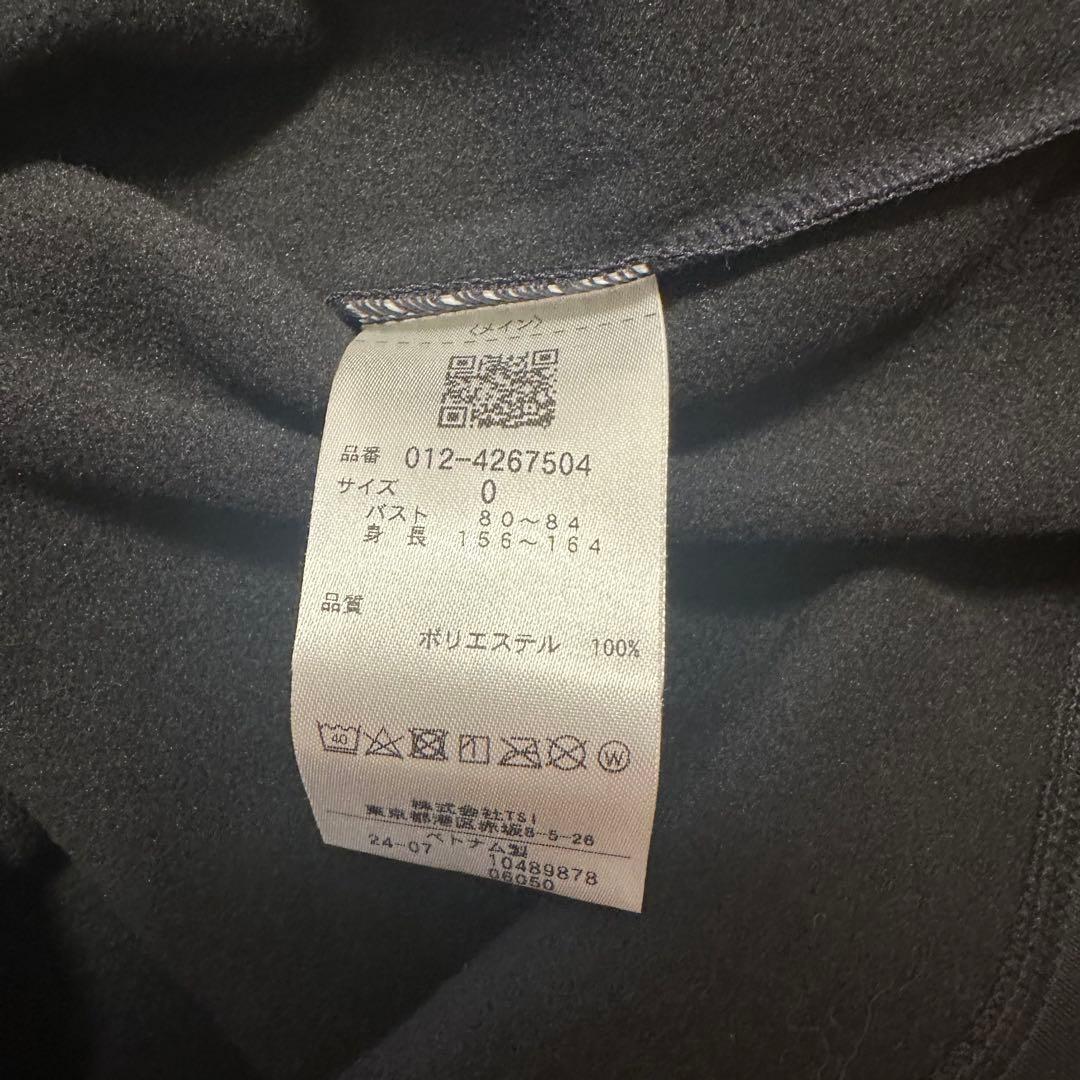 〈メイン〉
品番 012-4267504
サイズ 0
バスト 80～84
身長 156～164
品質
ポリエステル 100%
40
W
株式会社TSI
東京都港区赤坂8-5-26
ベトナム製
24-07 10489878
06050